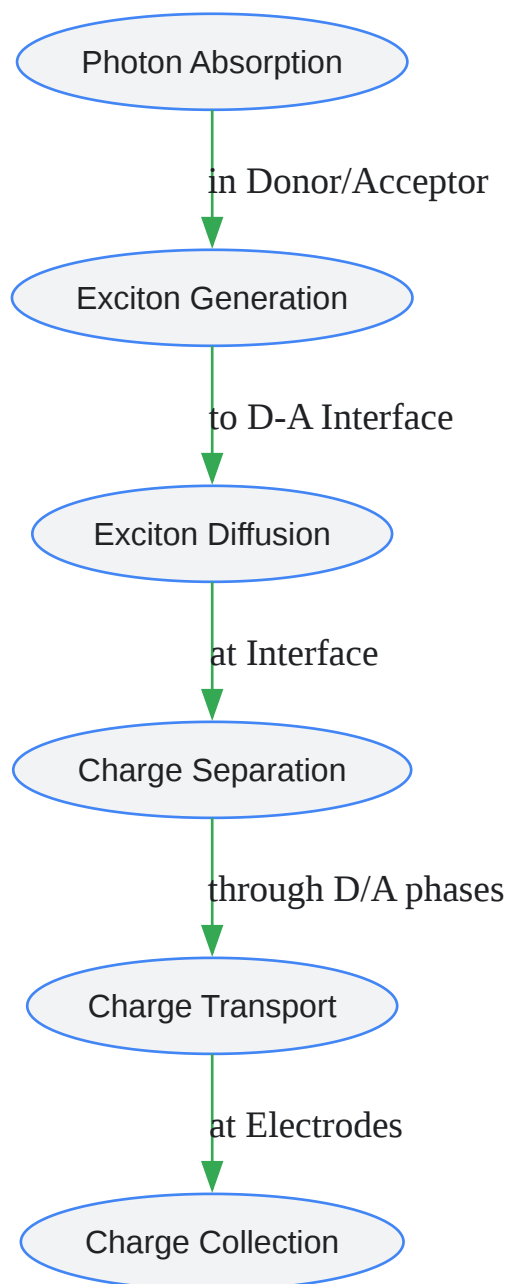 Photon Absorption
in Donor/Acceptor
Exciton Generation
to D-A Interface
Exciton Diffusion
at Interface
Charge Separation
through D/A phases
Charge Transport
at Electrodes
Charge Collection